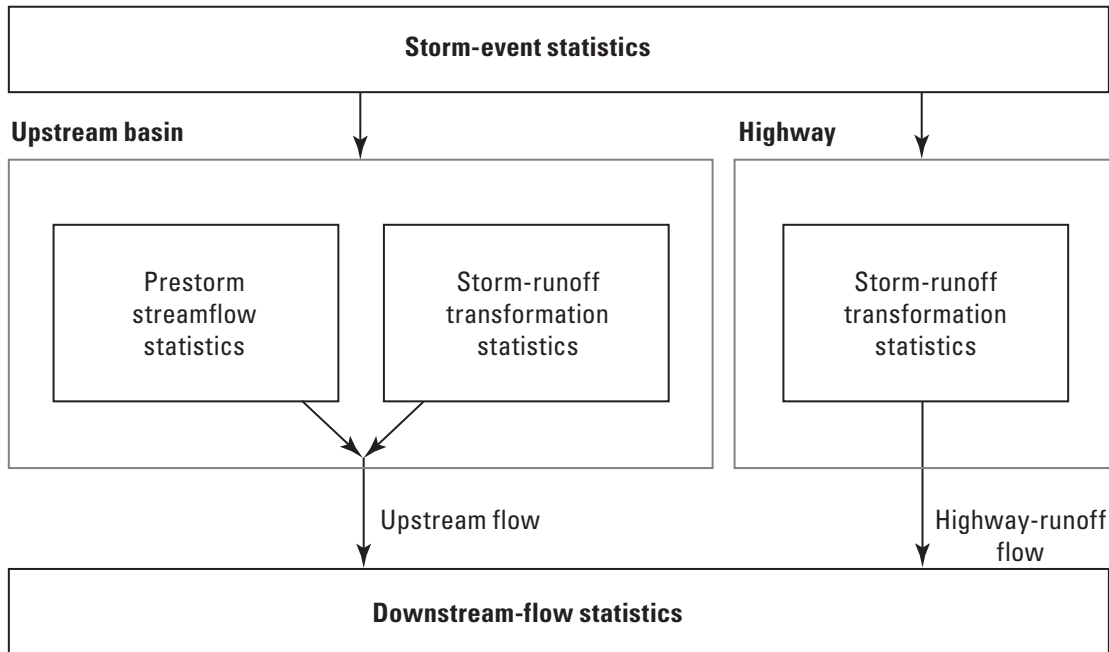 Storm-event statistics
Upstream basin
Highway
Prestorm
streamflow
statistics
Storm-runoff
transformation
statistics
Storm-runoff
transformation
statistics
Upstream flow
Highway-runoff
flow
Downstream-flow statistics